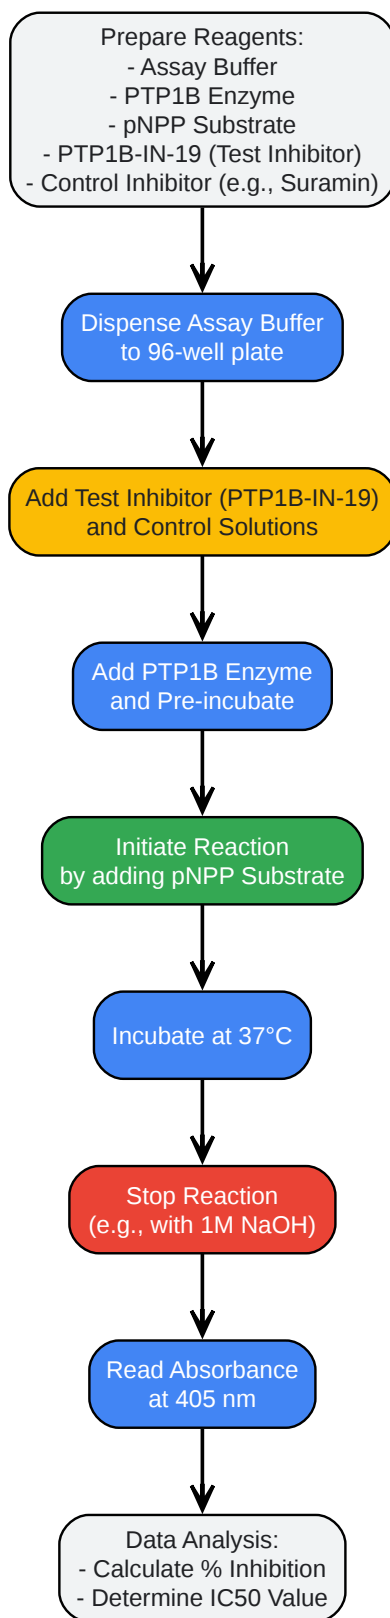 Prepare Reagents:
- Assay Buffer
- PTP1B Enzyme
- pNPP Substrate
- PTP1B-IN-19 (Test Inhibitor)
- Control Inhibitor (e.g., Suramin)
Dispense Assay Buffer
to 96-well plate
Add Test Inhibitor (PTP1B-IN-19)
and Control Solutions
Add PTP1B Enzyme
and Pre-incubate
Initiate Reaction
by adding pNPP Substrate
Incubate at 37°C
Stop Reaction
(e.g., with 1M NaOH)
Read Absorbance
at 405 nm
Data Analysis:
- Calculate % Inhibition
- Determine IC50 Value